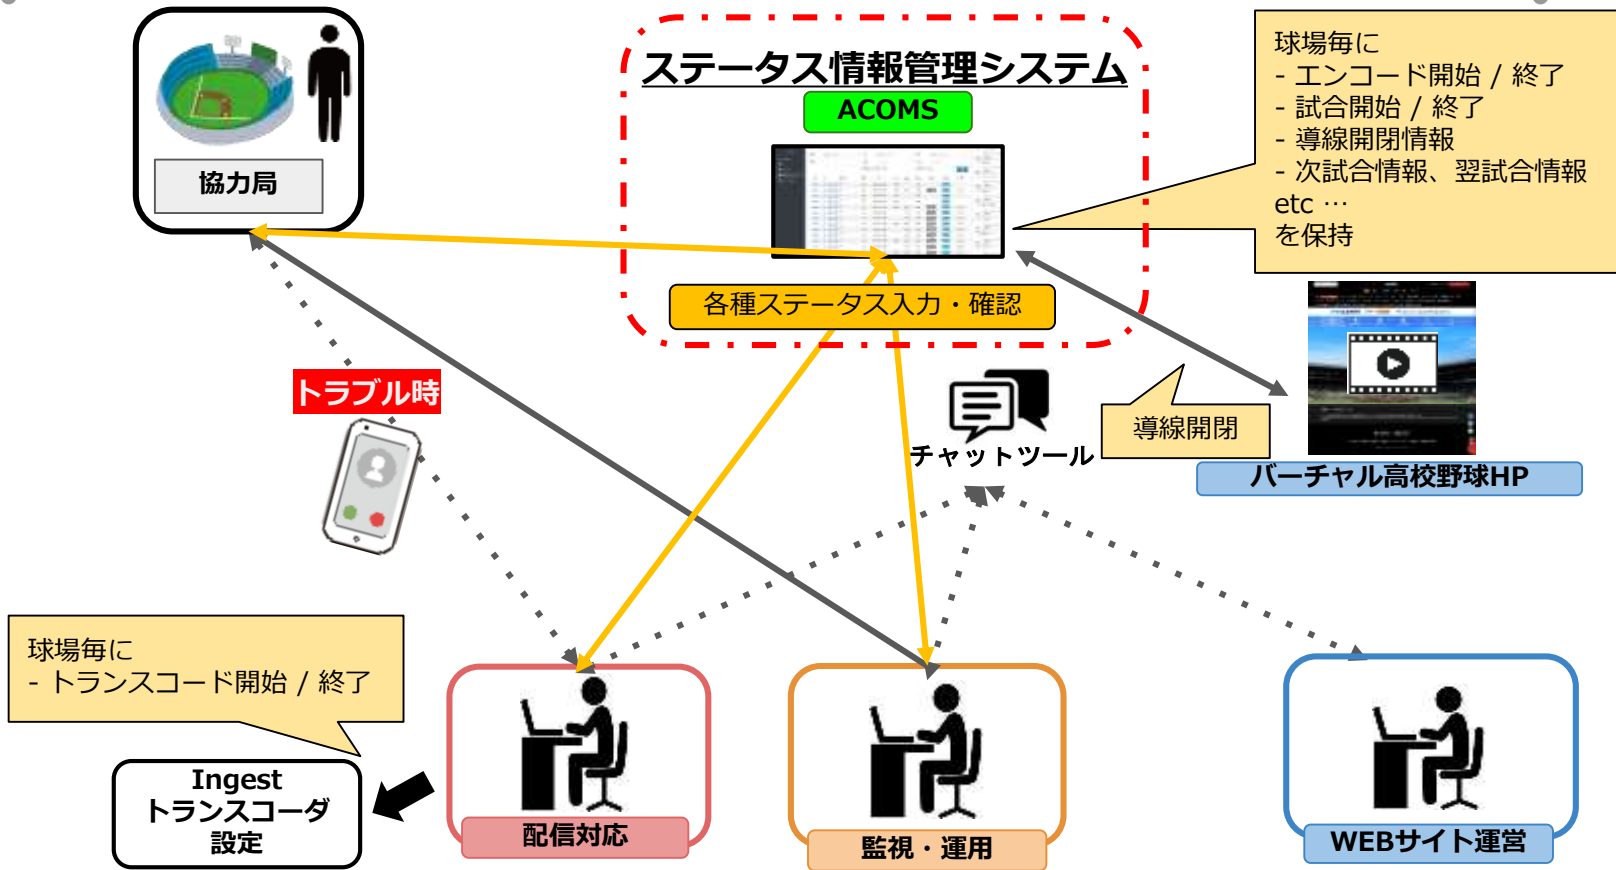 ステータス情報管理システム
ACOMS
協力局
球場毎に
- エンコード開始 / 終了
- 試合開始 / 終了
- 導線開閉情報
- 次試合情報、翌試合情報
etc …
を保持
各種ステータス入力・確認
トラブル時
チャットツール
導線開閉
バーチャル高校野球HP
球場毎に
- トランスコード開始 / 終了
Ingest
トランスコーダ
設定
配信対応
監視・運用
WEBサイト運営